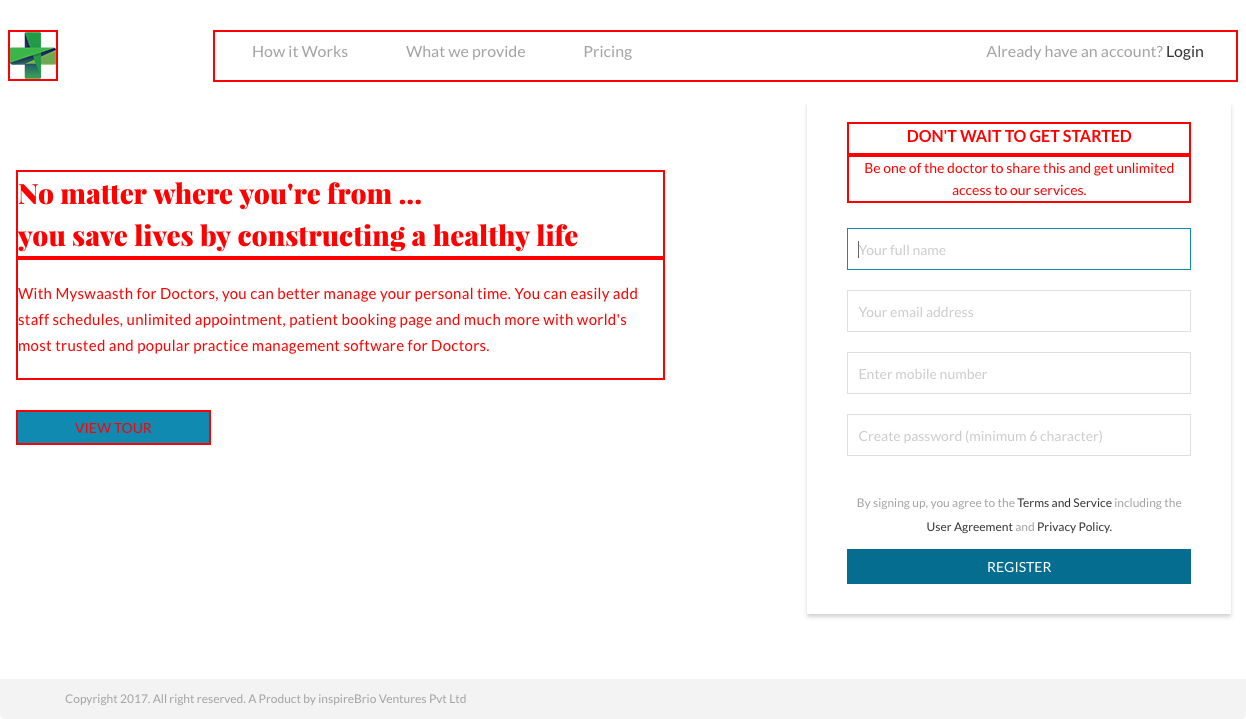 How it Works
What we provide
Pricing
Already have an account? Login
No matter where you're from ...
you save lives by constructing a healthy life
With Myswaasth for Doctors, you can better manage your personal time. You can easily add
staff schedules, unlimited appointment, patient booking page and much more with world's
most trusted and popular practice management software for Doctors.
VIEW TOUR
DON'T WAIT TO GET STARTED
Be one of the doctor to share this and get unlimited
access to our services.
Your full name
Your email address
Enter mobile number
Create password (minimum 6 character)
By signing up, you agree to the Terms and Service including the
User Agreement and Privacy Policy.
REGISTER
Copyright 2017. All right reserved. A Product by inspireBrio Ventures Pvt Ltd